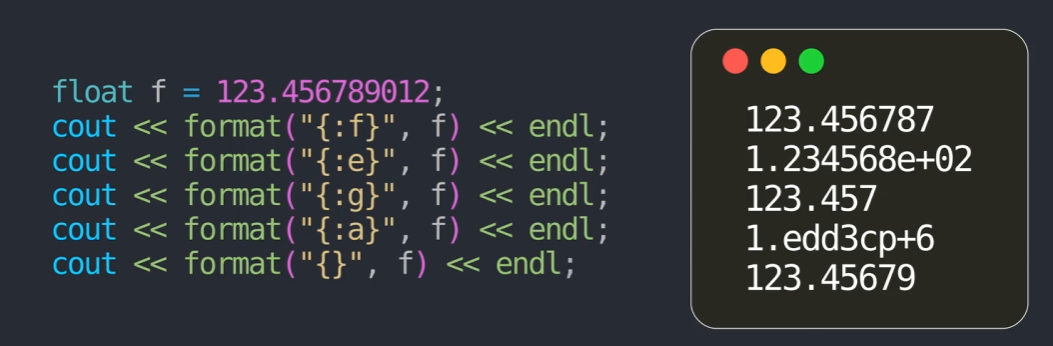 float f = 123.456789012;
cout << format("{:f}", f) << endl;
cout << format("{:e}", f) << endl;
cout << format("{:g}", f) << endl;
cout << format("{:a}", f) << endl;
cout << format("{}", f) << endl;
123.456787
1.234568e+02
123.457
1.edd3cp+6
123.45679